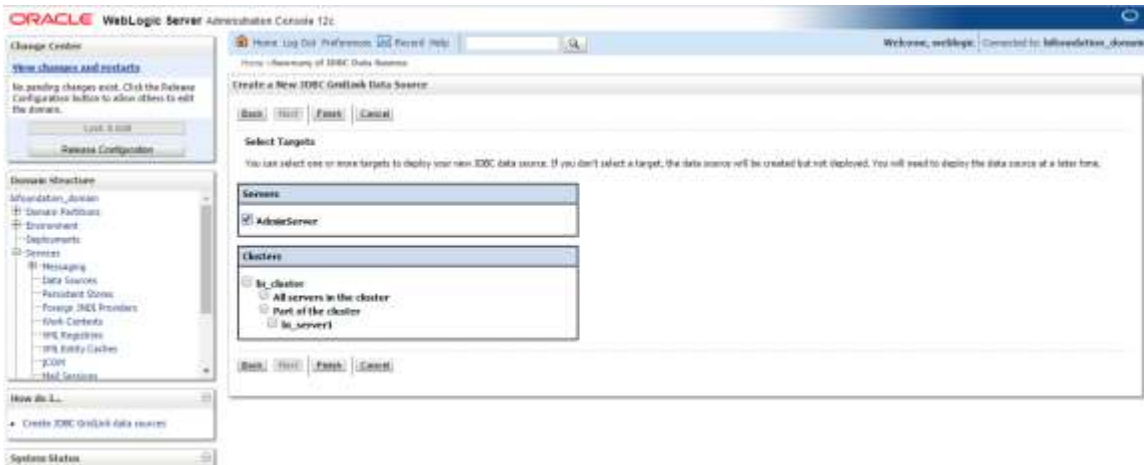 ORACLE WebLogic Server Administration Console 12c
Change Center
View changes and restarts
No pending changes exist. Click the Release
Configuration button to allow others to edit
the domain.
Lock & Edit
Release Configuration
Domain Structure
bifoundation_domain
Domain Partitions
Environment
Deployments
Services
Messaging
Data Sources
Persistent Stores
Foreign JNDI Providers
Work Contexts
XML Registries
XML Entity Caches
jCOM
Mail Sessions
How do I...
Create JDBC GridLink data sources
System Status
Home Log Out Preferences Record Help
Welcome, weblogic Connected to: bifoundation_domain
Home >Summary of JDBC Data Sources
Create a New JDBC GridLink Data Source
Back Next Finish Cancel
Select Targets
You can select one or more targets to deploy your new JDBC data source. If you don't select a target, the data source will be created but not deployed. You will need to deploy the data source at a later time.
Servers
AdminServer
Clusters
bi_cluster
All servers in the cluster
Part of the cluster
bi_server1
Back Next Finish Cancel